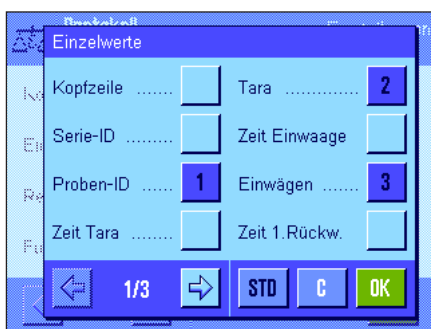 Einzelwerte
Kopfzeile ....... Tara .............. 2
Serie-ID ......... Zeit Einwaage
Proben-ID ...... 1 Einwägen ....... 3
Zeit Tara ........ Zeit 1.Rückw.
1/3 STD C OK